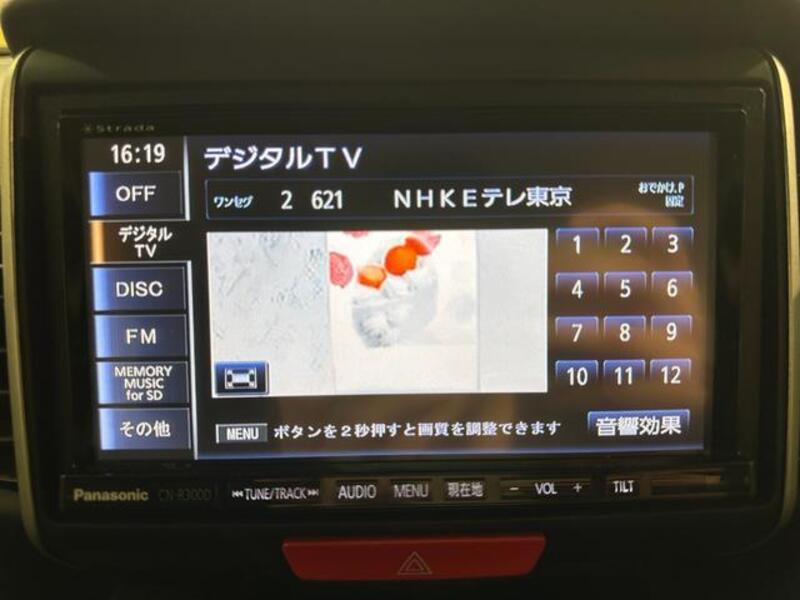 Strada
16:19
デジタルTV
OFF
ワンセグ 2 621 NHKEテレ東京 おでかけ.P
固定
デジタル
TV
1 2 3
DISC
4 5 6
FM
7 8 9
MEMORY
MUSIC
for SD
10 11 12
その他
MENU ボタンを2秒押すと画質を調整できます 音響効果
Panasonic CN-R300D TUNE/TRACK AUDIO MENU 現在地 - VOL + TILT